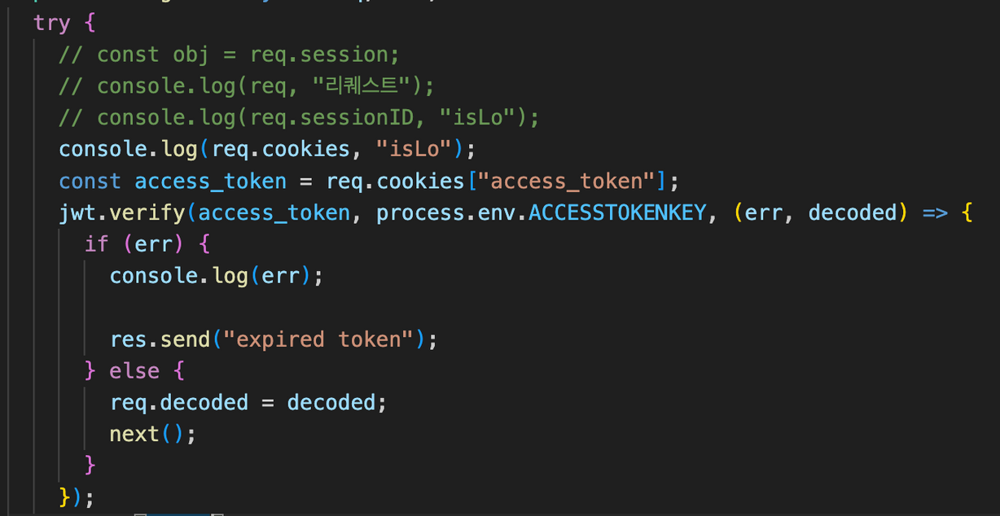 try {
// const obj = req.session;
// console.log(req, "리퀘스트");
// console.log(req.sessionID, "isLo");
console.log(req.cookies, "isLo");
const access_token = req.cookies["access_token"];
jwt.verify(access_token, process.env.ACCESSTOKENKEY, (err, decoded) => {
if (err) {
console.log(err);
res.send("expired token");
} else {
req.decoded = decoded;
next();
}
});